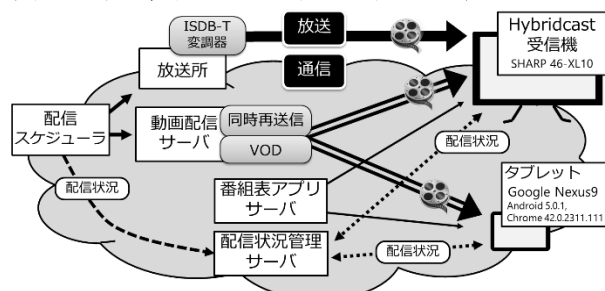 ISDB-T
変調器
放送
放送所
通信
Hybridcast
受信機
SHARP 46-XL10
配信
スケジューラ
動画配信
サーバ
同時再送信
VOD
配信状況
配信状況
番組表アプリ
サーバ
タブレット
Google Nexus9
Android 5.0.1,
Chrome 42.0.2311.111
配信状況管理
サーバ
配信状況